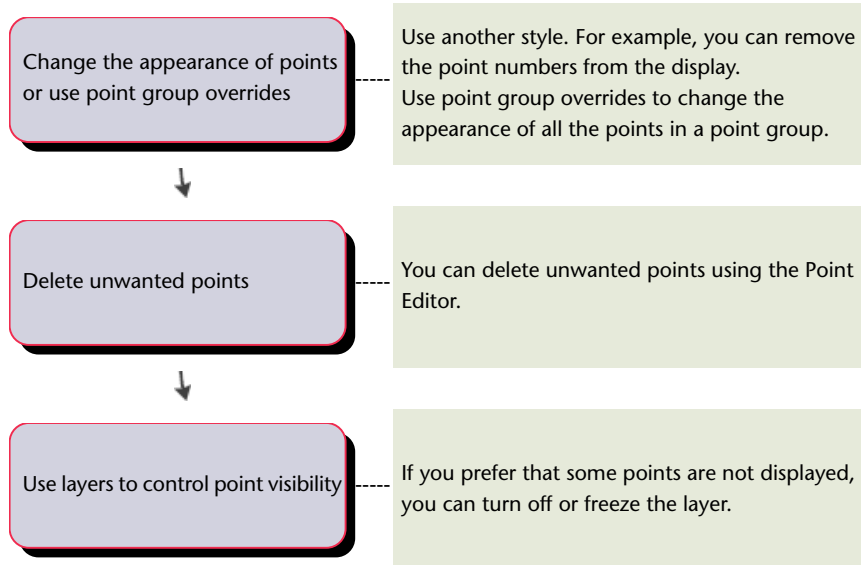 Change the appearance of points
or use point group overrides
Use another style. For example, you can remove
the point numbers from the display.
Use point group overrides to change the
appearance of all the points in a point group.
Delete unwanted points
You can delete unwanted points using the Point
Editor.
Use layers to control point visibility
If you prefer that some points are not displayed,
you can turn off or freeze the layer.